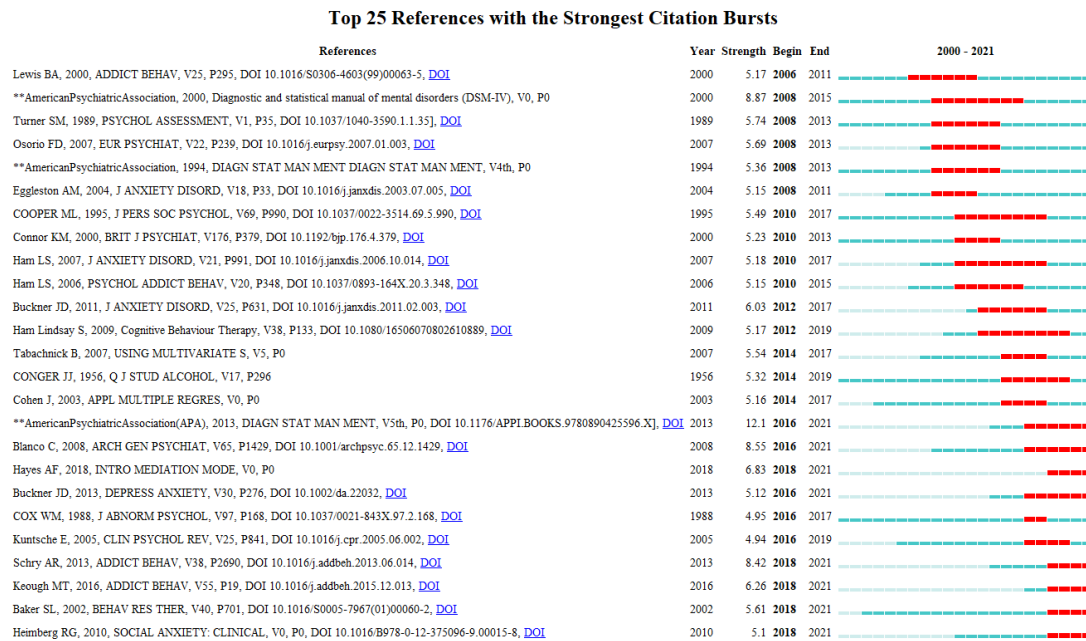 Top 25 References with the Strongest Citation Bursts
References Year Strength Begin End 2000 - 2021
Lewis BA, 2000, ADDICT BEHAV, V25, P295, DOI 10.1016/S0306-4603(99)00063-5, DOI 2000 5.17 2006 2011
**AmericanPsychiatricAssociation, 2000, Diagnostic and statistical manual of mental disorders (DSM-IV), V0, P0 2000 8.87 2008 2015
Turner SM, 1989, PSYCHOL ASSESSMENT, V1, P35, DOI 10.1037/1040-3590.1.1.35], DOI 1989 5.74 2008 2013
Osorio FD, 2007, EUR PSYCHIAT, V22, P239, DOI 10.1016/j.eurpsy.2007.01.003, DOI 2007 5.69 2008 2013
**AmericanPsychiatricAssociation, 1994, DIAGN STAT MAN MENT DIAGN STAT MAN MENT, V4th, P0 1994 5.36 2008 2013
Eggleston AM, 2004, J ANXIETY DISORD, V18, P33, DOI 10.1016/j.janxdis.2003.07.005, DOI 2004 5.15 2008 2011
COOPER ML, 1995, J PERS SOC PSYCHOL, V69, P990, DOI 10.1037/0022-3514.69.5.990, DOI 1995 5.49 2010 2017
Connor KM, 2000, BRIT J PSYCHIAT, V176, P379, DOI 10.1192/bjp.176.4.379, DOI 2000 5.23 2010 2013
Ham LS, 2007, J ANXIETY DISORD, V21, P991, DOI 10.1016/j.janxdis.2006.10.014, DOI 2007 5.18 2010 2017
Ham LS, 2006, PSYCHOL ADDICT BEHAV, V20, P348, DOI 10.1037/0893-164X.20.3.348, DOI 2006 5.15 2010 2015
Buckner JD, 2011, J ANXIETY DISORD, V25, P631, DOI 10.1016/j.janxdis.2011.02.003, DOI 2011 6.03 2012 2017
Ham Lindsay S, 2009, Cognitive Behaviour Therapy, V38, P133, DOI 10.1080/16506070802610889, DOI 2009 5.17 2012 2019
Tabachnick B, 2007, USING MULTIVARIATE S, V5, P0 2007 5.54 2014 2017
CONGER JJ, 1956, Q J STUD ALCOHOL, V17, P296 1956 5.32 2014 2019
Cohen J, 2003, APPL MULTIPLE REGRES, V0, P0 2003 5.16 2014 2017
**AmericanPsychiatricAssociation(APA), 2013, DIAGN STAT MAN MENT, V5th, P0, DOI 10.1176/APPI.BOOKS.9780890425596.X], DOI 2013 12.1 2016 2021
Blanco C, 2008, ARCH GEN PSYCHIAT, V65, P1429, DOI 10.1001/archpsyc.65.12.1429, DOI 2008 8.55 2016 2021
Hayes AF, 2018, INTRO MEDIATION MODE, V0, P0 2018 6.83 2018 2021
Buckner JD, 2013, DEPRESS ANXIETY, V30, P276, DOI 10.1002/da.22032, DOI 2013 5.12 2016 2021
COX WM, 1988, J ABNORM PSYCHOL, V97, P168, DOI 10.1037/0021-843X.97.2.168, DOI 1988 4.95 2016 2017
Kuntsche E, 2005, CLIN PSYCHOL REV, V25, P841, DOI 10.1016/j.cpr.2005.06.002, DOI 2005 4.94 2016 2019
Schry AR, 2013, ADDICT BEHAV, V38, P2690, DOI 10.1016/j.addbeh.2013.06.014, DOI 2013 8.42 2018 2021
Keough MT, 2016, ADDICT BEHAV, V55, P19, DOI 10.1016/j.addbeh.2015.12.013, DOI 2016 6.26 2018 2021
Baker SL, 2002, BEHAV RES THER, V40, P701, DOI 10.1016/S0005-7967(01)00060-2, DOI 2002 5.61 2018 2021
Heimberg RG, 2010, SOCIAL ANXIETY: CLINICAL, V0, P0, DOI 10.1016/B978-0-12-375096-9.00015-8, DOI 2010 5.1 2018 2021